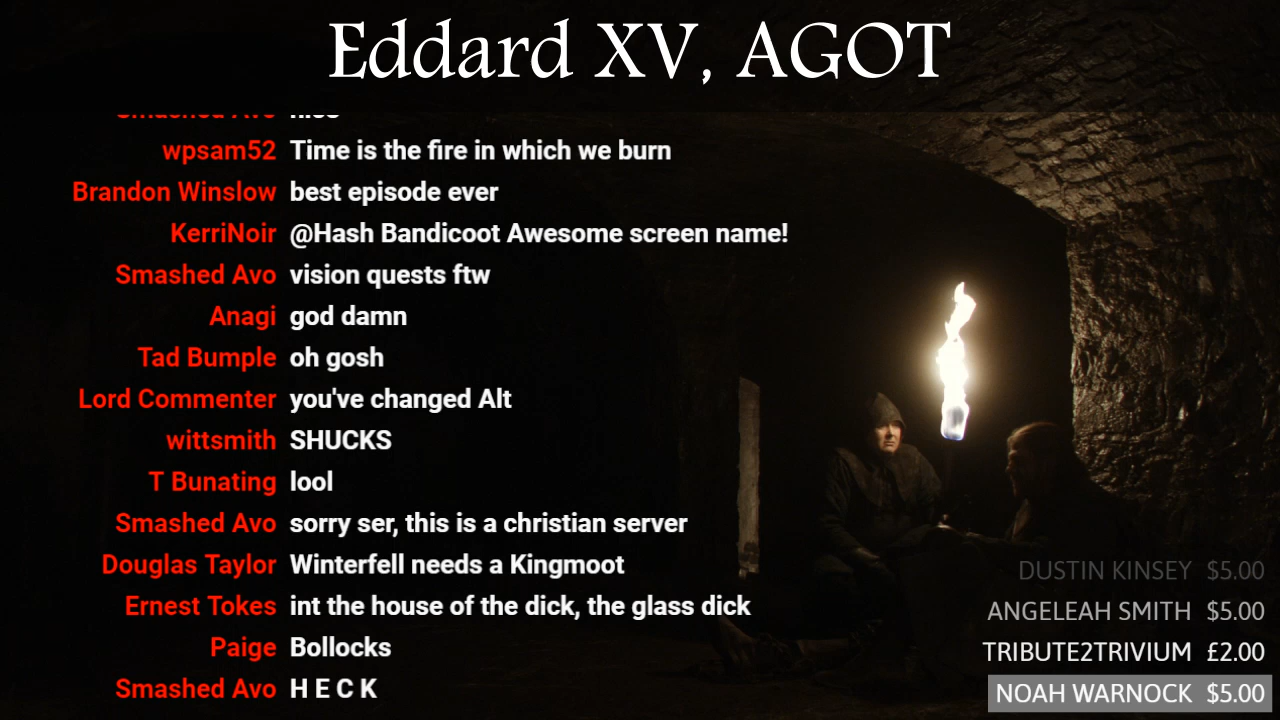 Eddard XV, AGOT
wpsam52 Time is the fire in which we burn
Brandon Winslow best episode ever
KerriNoir @Hash Bandicoot Awesome screen name!
Smashed Avo vision quests ftw
Anagi god damn
Tad Bumple oh gosh
Lord Commenter you've changed Alt
wittsmith SHUCKS
T Bunating lool
Smashed Avo sorry ser, this is a christian server
Douglas Taylor Winterfell needs a Kingmoot
Ernest Tokes int the house of the dick, the glass dick
Paige Bollocks
Smashed Avo H E C K
DUSTIN KINSEY $5.00
ANGELEAH SMITH $5.00
TRIBUTE2TRIVIUM £2.00
NOAH WARNOCK $5.00